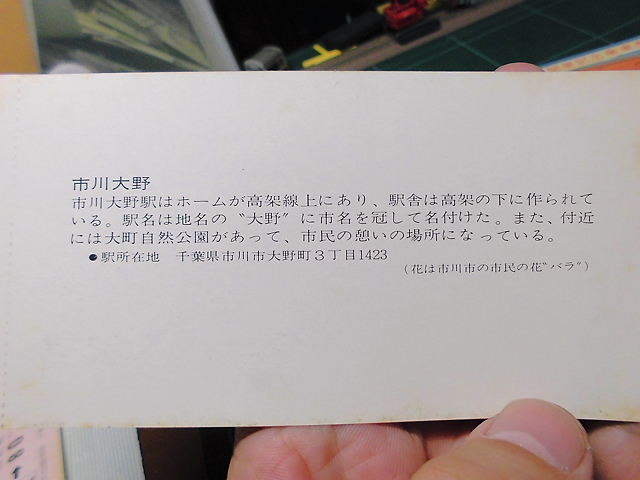 市川大野
市川大野駅はホームが高架線上にあり、駅舎は高架の下に作られて
いる。駅名は地名の〝大野〟に市名を冠して名付けた。また、付近
には大町自然公園があって、市民の憩いの場所になっている。
●駅所在地　千葉県市川市大野町3丁目1423
(花は市川市の市民の花〝バラ〟)